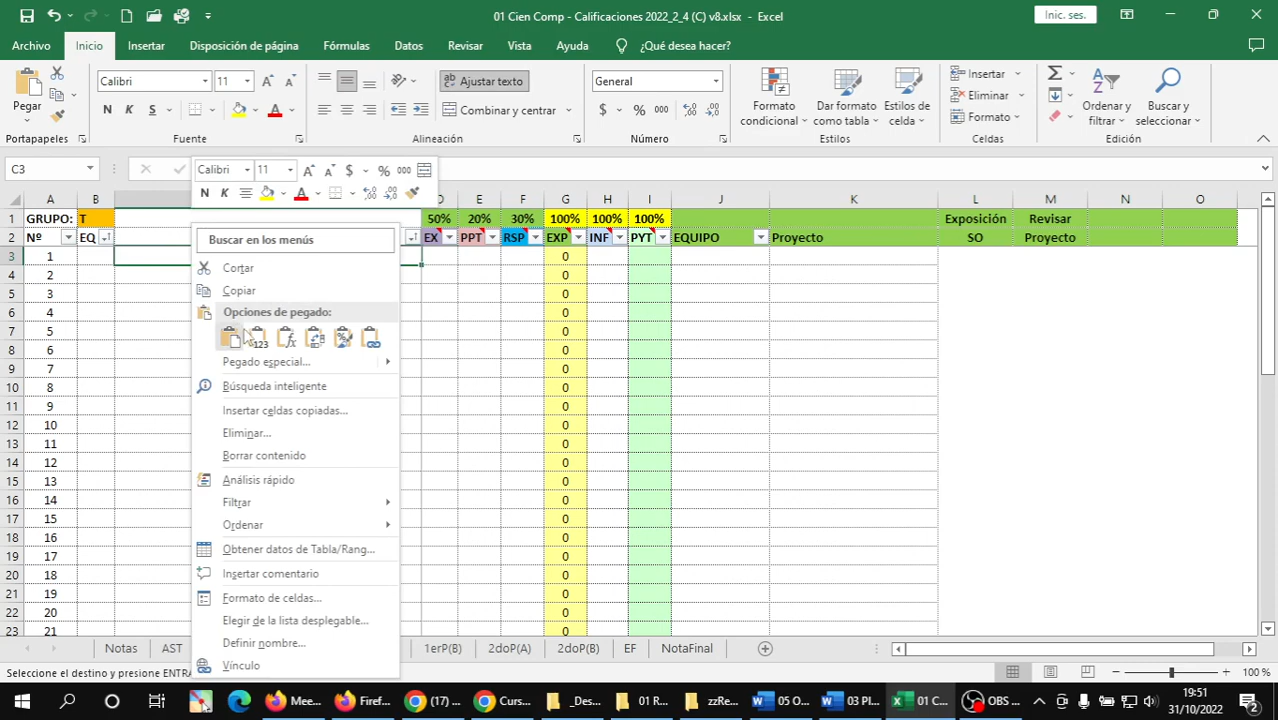 01 Cien Comp - Calificaciones 2022_2_4 (C) v8.xlsx - Excel
Inic. ses.
Archivo Inicio Insertar Disposición de página Fórmulas Datos Revisar Vista Ayuda ¿Qué desea hacer?
Pegar
Calibri 11
Ajustar texto
Combinar y centrar
General
$ % 000
Formato condicional
Dar formato como tabla
Estilos de celda
Insertar
Eliminar
Formato
Ordenar y filtrar
Buscar y seleccionar
Portapapeles Fuente Alineación Número Estilos Celdas Edición
C3
Calibri 11 $ % 000
N K
A B D E F G H I J K L M N O
1 GRUPO: T 50% 20% 30% 100% 100% 100% Exposición Revisar
2 Nº EQ EX PPT RSP EXP INF PYT EQUIPO Proyecto SO Proyecto
3 1 0
4 2 0
5 3 0
6 4 0
7 5 0
8 6 0
9 7 0
10 8 0
11 9 0
12 10 0
13 11 0
14 12 0
15 13 0
16 14 0
17 15 0
18 16 0
19 17 0
20 18 0
21 19 0
22 20 0
23 21 0
Buscar en los menús
Cortar
Copiar
Opciones de pegado:
Pegado especial...
Búsqueda inteligente
Insertar celdas copiadas...
Eliminar...
Borrar contenido
Análisis rápido
Filtrar
Ordenar
Obtener datos de Tabla/Rang...
Insertar comentario
Formato de celdas...
Elegir de la lista desplegable...
Definir nombre...
Vínculo
Notas AST 1erP(B) 2doP(A) 2doP(B) EF NotaFinal
Seleccione el destino y presione ENTRA
100 %
Mee... Firef... (17) ... Curs... _Des... 01 R... zzRe... 05 O... 03 Pl... 01 C... OBS ...
19:51
31/10/2022
2